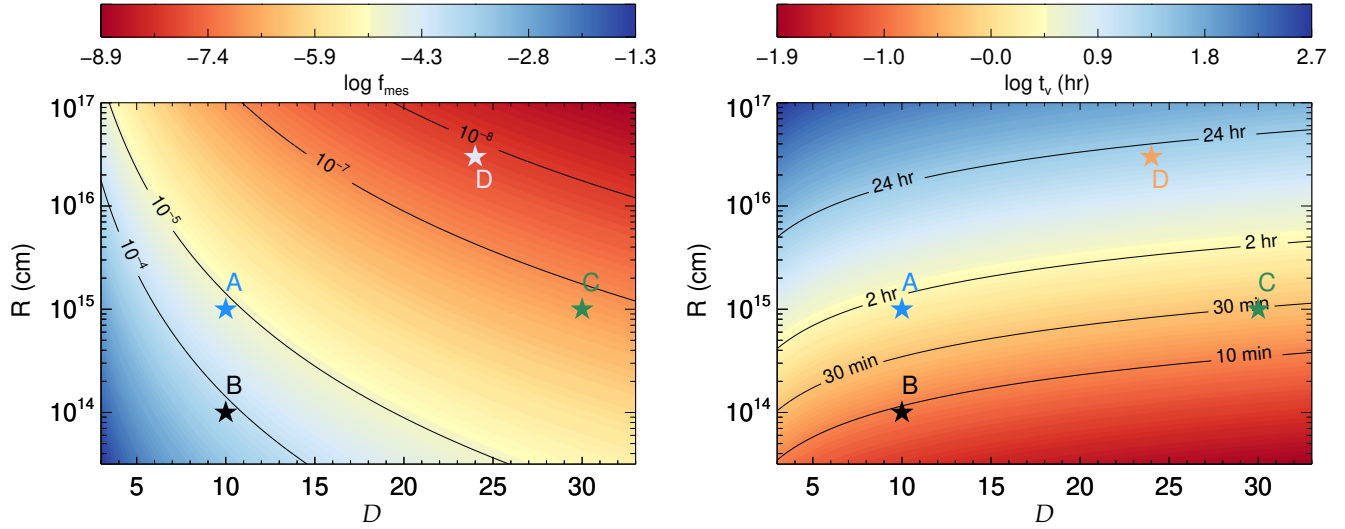 −8.9 −7.4 −5.9 −4.3 −2.8 −1.3
log f_mes
10^17
10^16
10^15
10^14
R (cm)
10^−8
10^−7
10^−5
10^−4
D
A
C
B
5 10 15 20 25 30
D
−1.9 −1.0 −0.0 0.9 1.8 2.7
log t_v (hr)
10^17
10^16
10^15
10^14
R (cm)
24 hr
24 hr
D
2 hr
2 hr
A
C
30 min
30 min
10 min
B
5 10 15 20 25 30
D